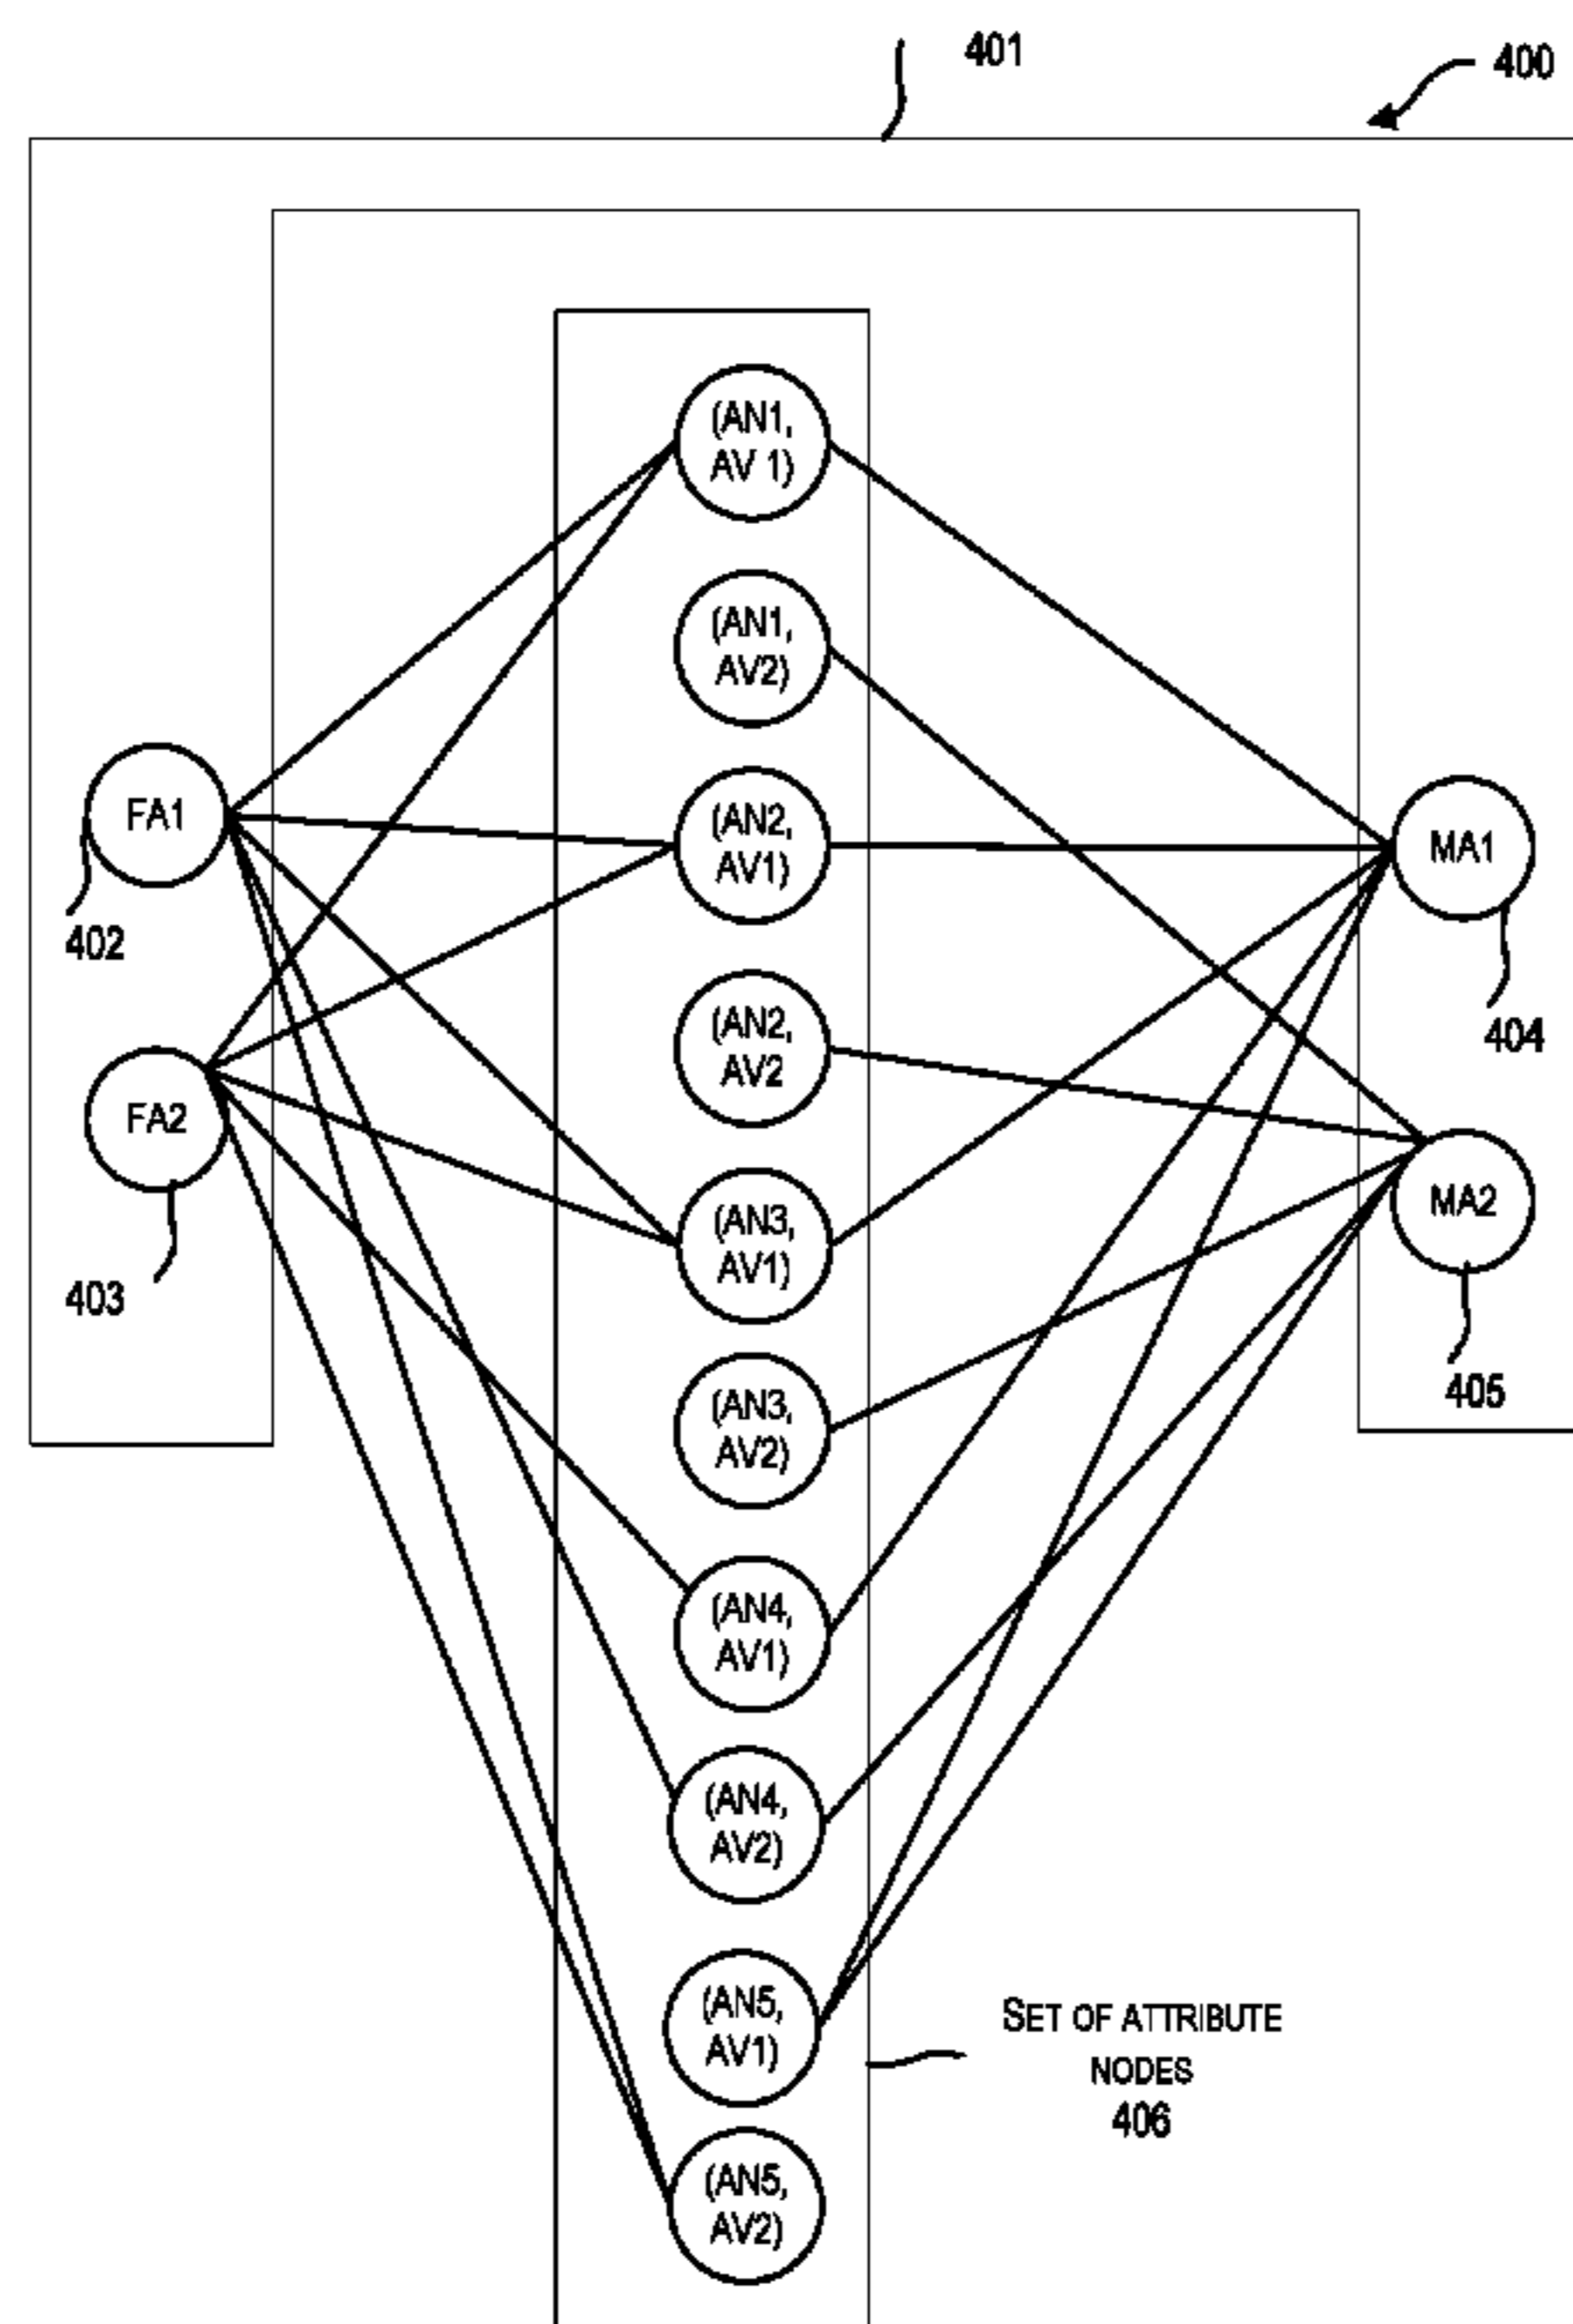 401
400
(AN1,
AV 1)
(AN1,
AV2)
FA1
(AN2,
AV1)
MA1
402
(AN2,
AV2
404
FA2
MA2
(AN3,
AV1)
403
405
(AN3,
AV2)
(AN4,
AV1)
(AN4,
AV2)
(AN5,
AV1)
SET OF ATTRIBUTE
NODES
406
(AN5,
AV2)